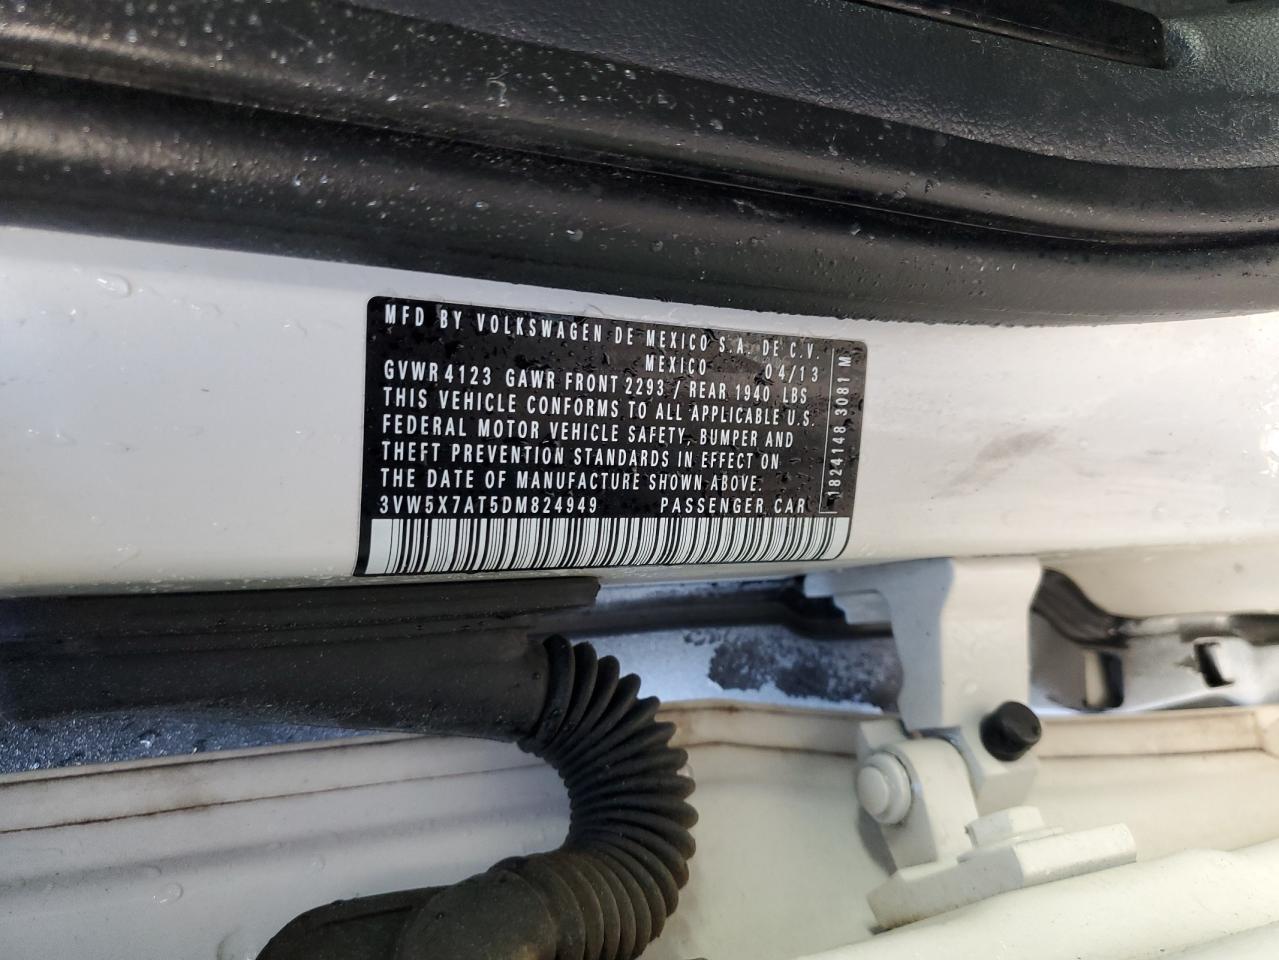 MFD BY VOLKSWAGEN DE MEXICO S.A. DE C.V.
MEXICO 04/13
GVWR 4123 GAWR FRONT 2293 / REAR 1940 LBS
THIS VEHICLE CONFORMS TO ALL APPLICABLE U.S.
FEDERAL MOTOR VEHICLE SAFETY, BUMPER AND
THEFT PREVENTION STANDARDS IN EFFECT ON
THE DATE OF MANUFACTURE SHOWN ABOVE.
3VW5X7AT5DM824949 PASSENGER CAR
1824148 3081 M